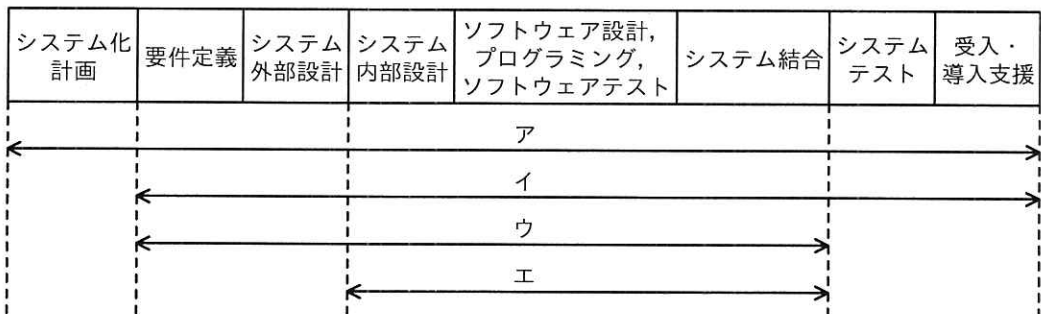 システム化
計画
要件定義
システム
外部設計
システム
内部設計
ソフトウェア設計,
プログラミング,
ソフトウェアテスト
システム結合
システム
テスト
受入・
導入支援
ア
イ
ウ
エ